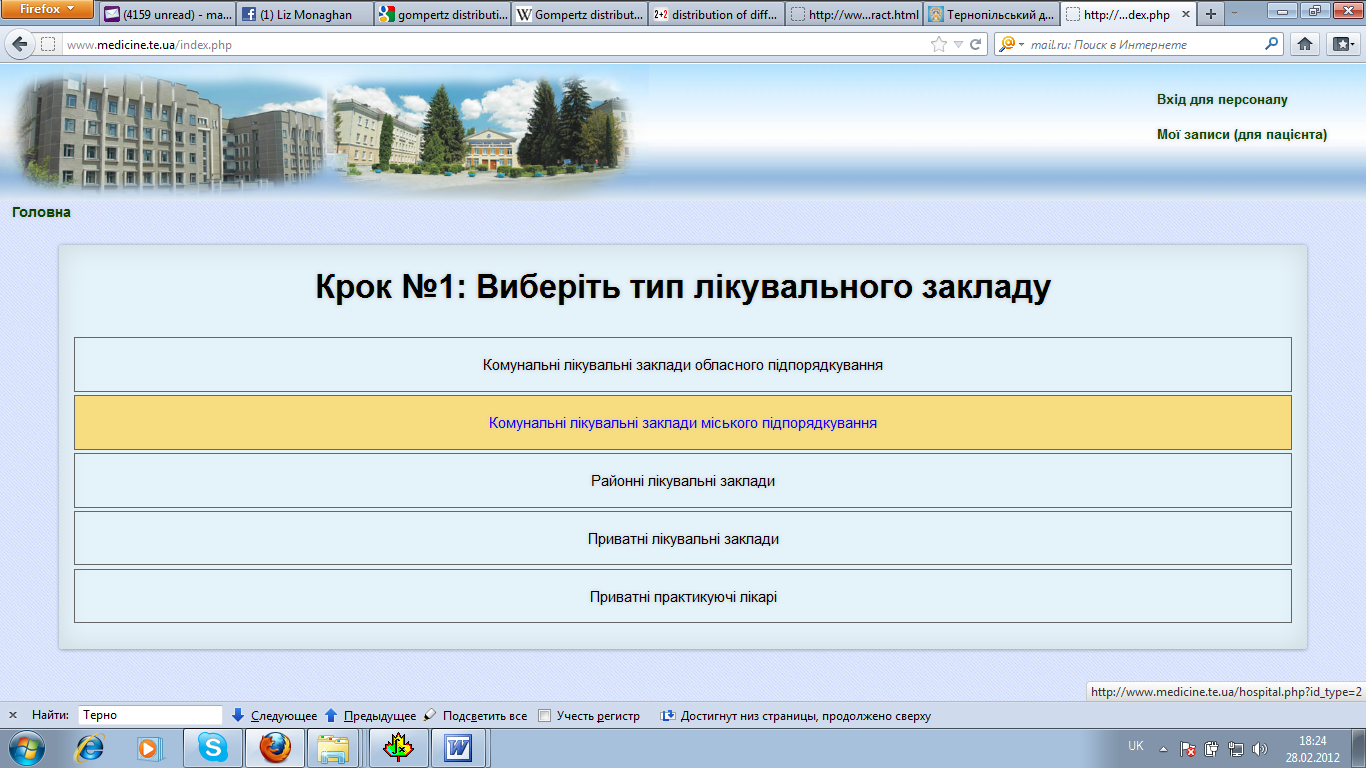 Firefox
(4159 unread) - ma...
(1) Liz Monaghan
gompertz distributi...
Gompertz distribut...
2+2 distribution of diff...
http://ww...ract.html
Тернопільський д...
http://...dex.php
www.medicine.te.ua/index.php
mail.ru: Поиск в Интернете
Вхід для персоналу
Мої записи (для пацієнта)
Головна
Крок №1: Виберіть тип лікувального закладу
Комунальні лікувальні заклади обласного підпорядкування
Комунальні лікувальні заклади міського підпорядкування
Районні лікувальні заклади
Приватні лікувальні заклади
Приватні практикуючі лікарі
http://www.medicine.te.ua/hospital.php?id_type=2
Найти: Терно Следующее Предыдущее Подсветить все Учесть регистр Достигнут низ страницы, продолжено сверху
UK
18:24
28.02.2012